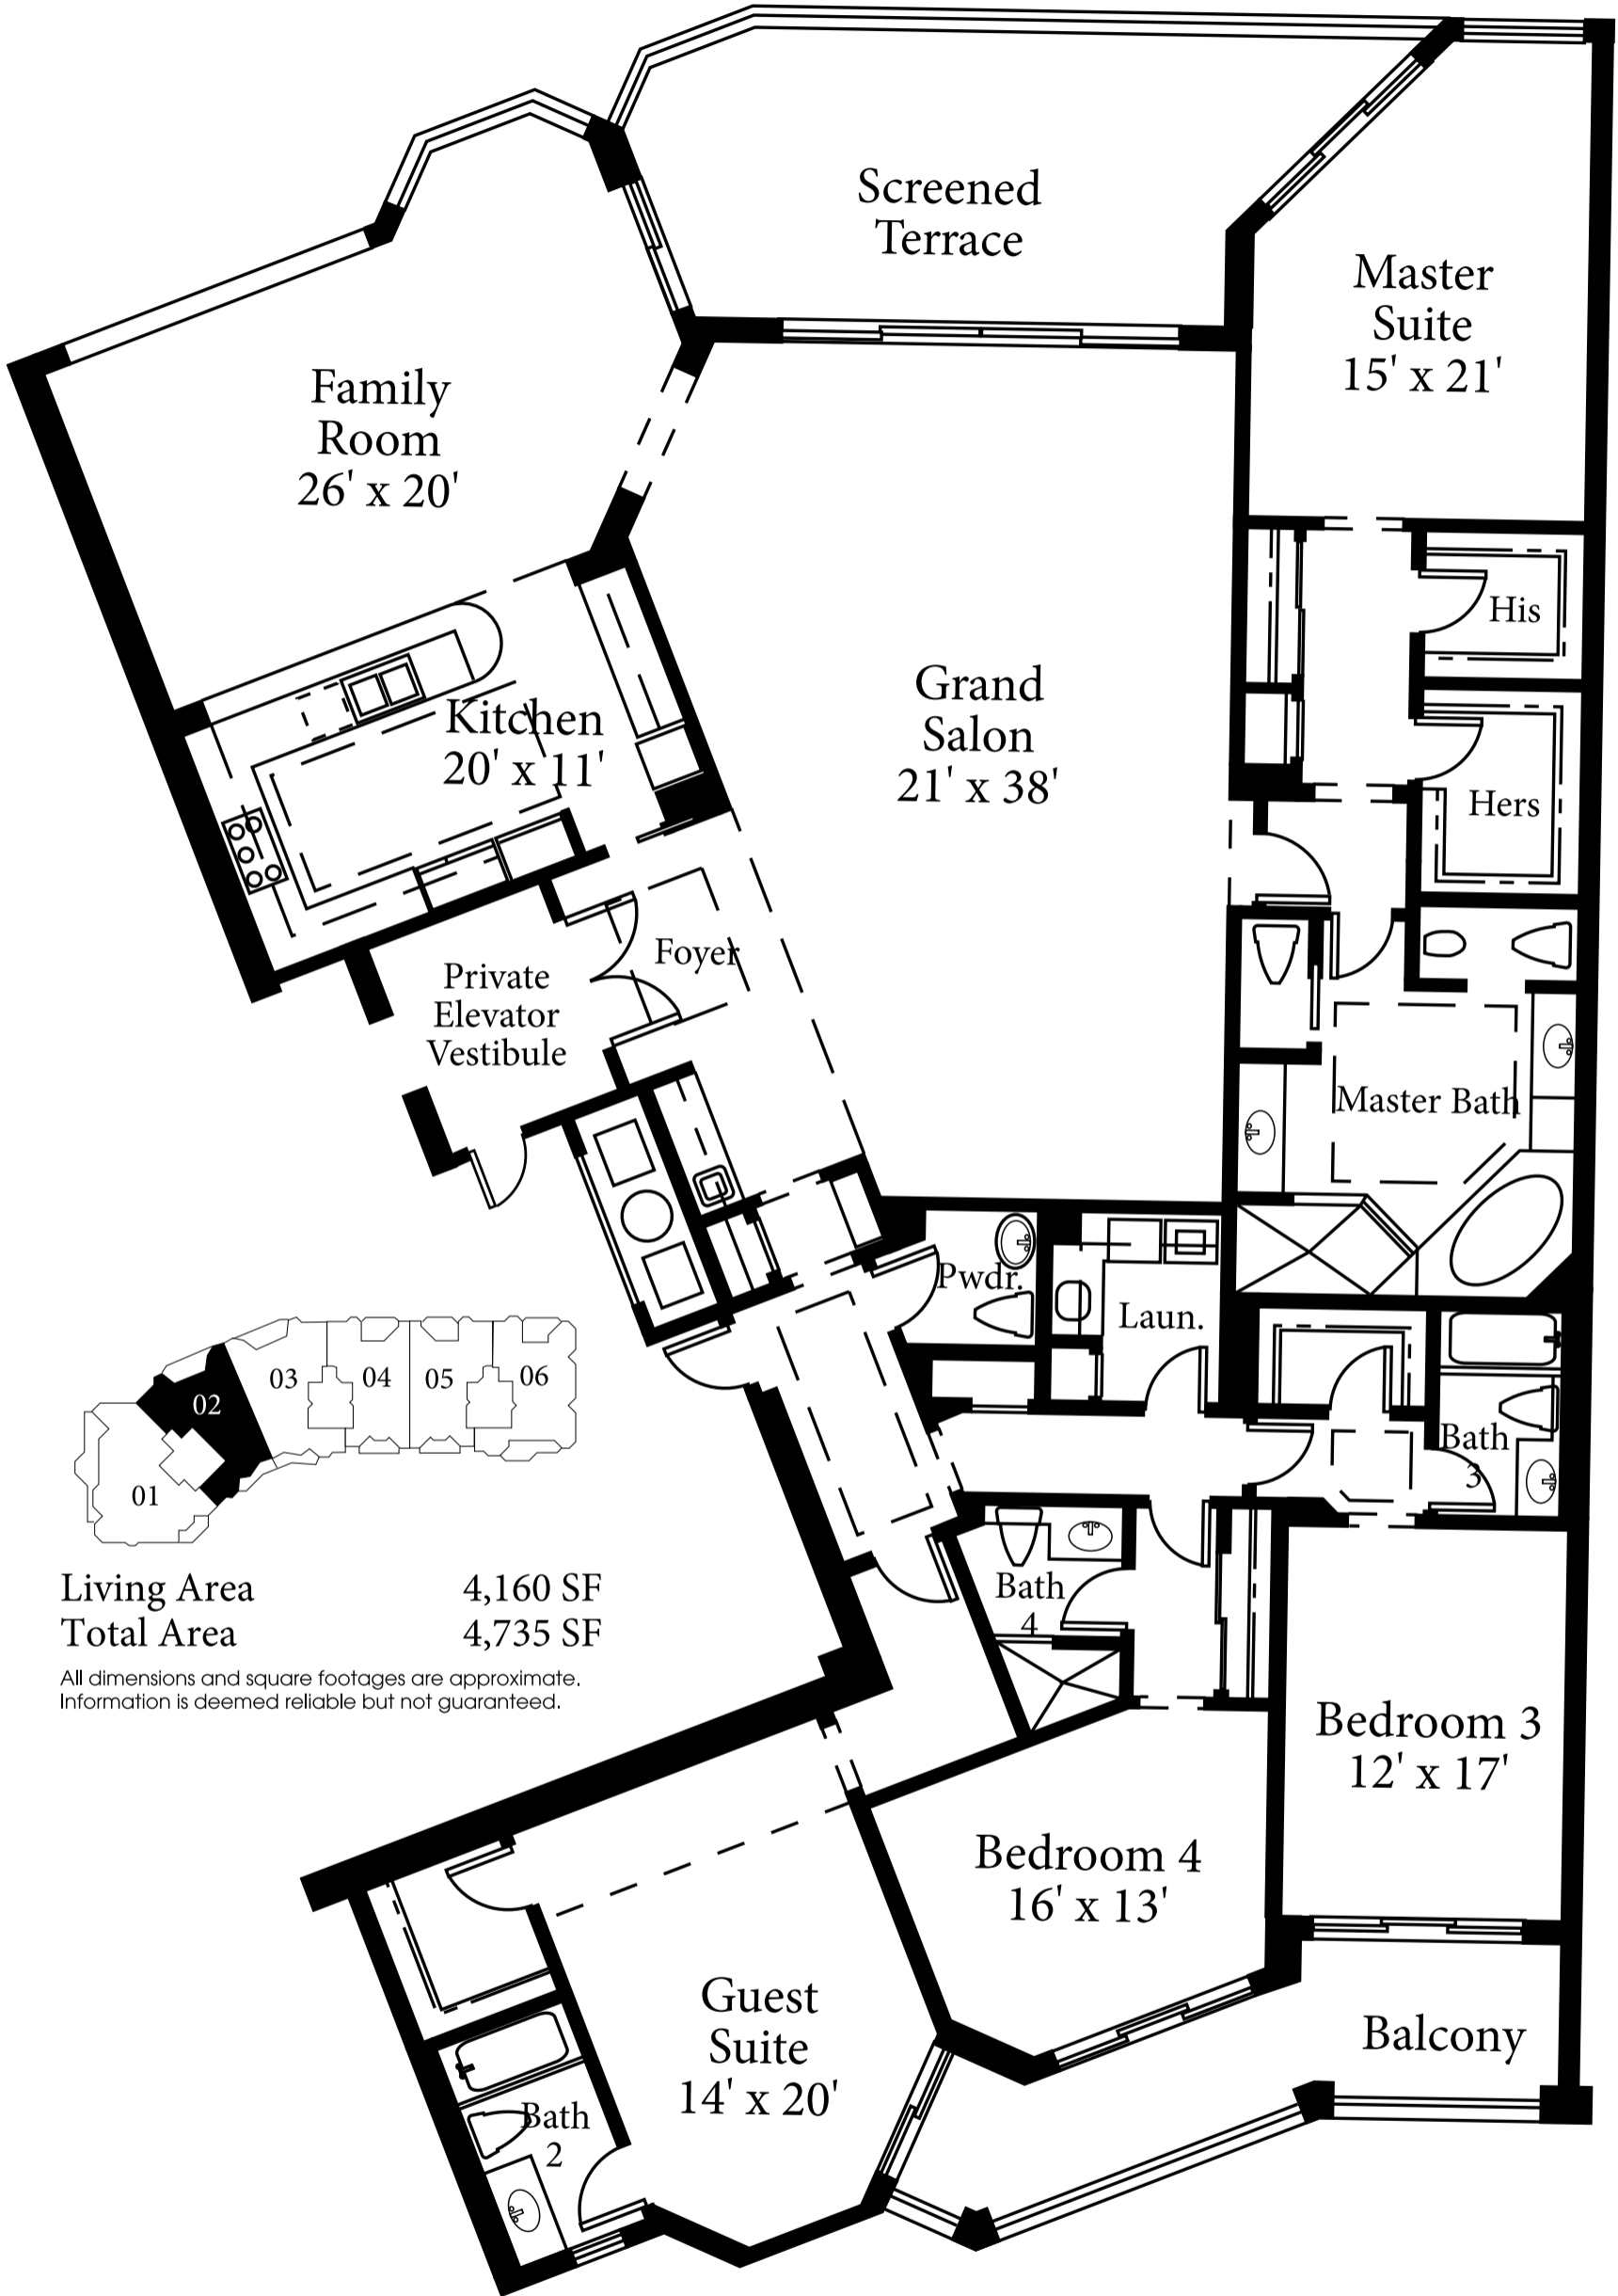 Screened
Terrace
Master
Suite
15' x 21'
Family
Room
26' x 20'
His
Kitchen
20' x 11'
Grand
Salon
21' x 38'
Hers
Foyer
Private
Elevator
Vestibule
Master Bath
Pwdr.
Laun.
03
04
05
06
02
01
Bath
3
Living Area 4,160 SF
Total Area 4,735 SF
All dimensions and square footages are approximate.
Information is deemed reliable but not guaranteed.
Bath
4
Bedroom 3
12' x 17'
Bedroom 4
16' x 13'
Guest
Suite
14' x 20'
Balcony
Bath
2